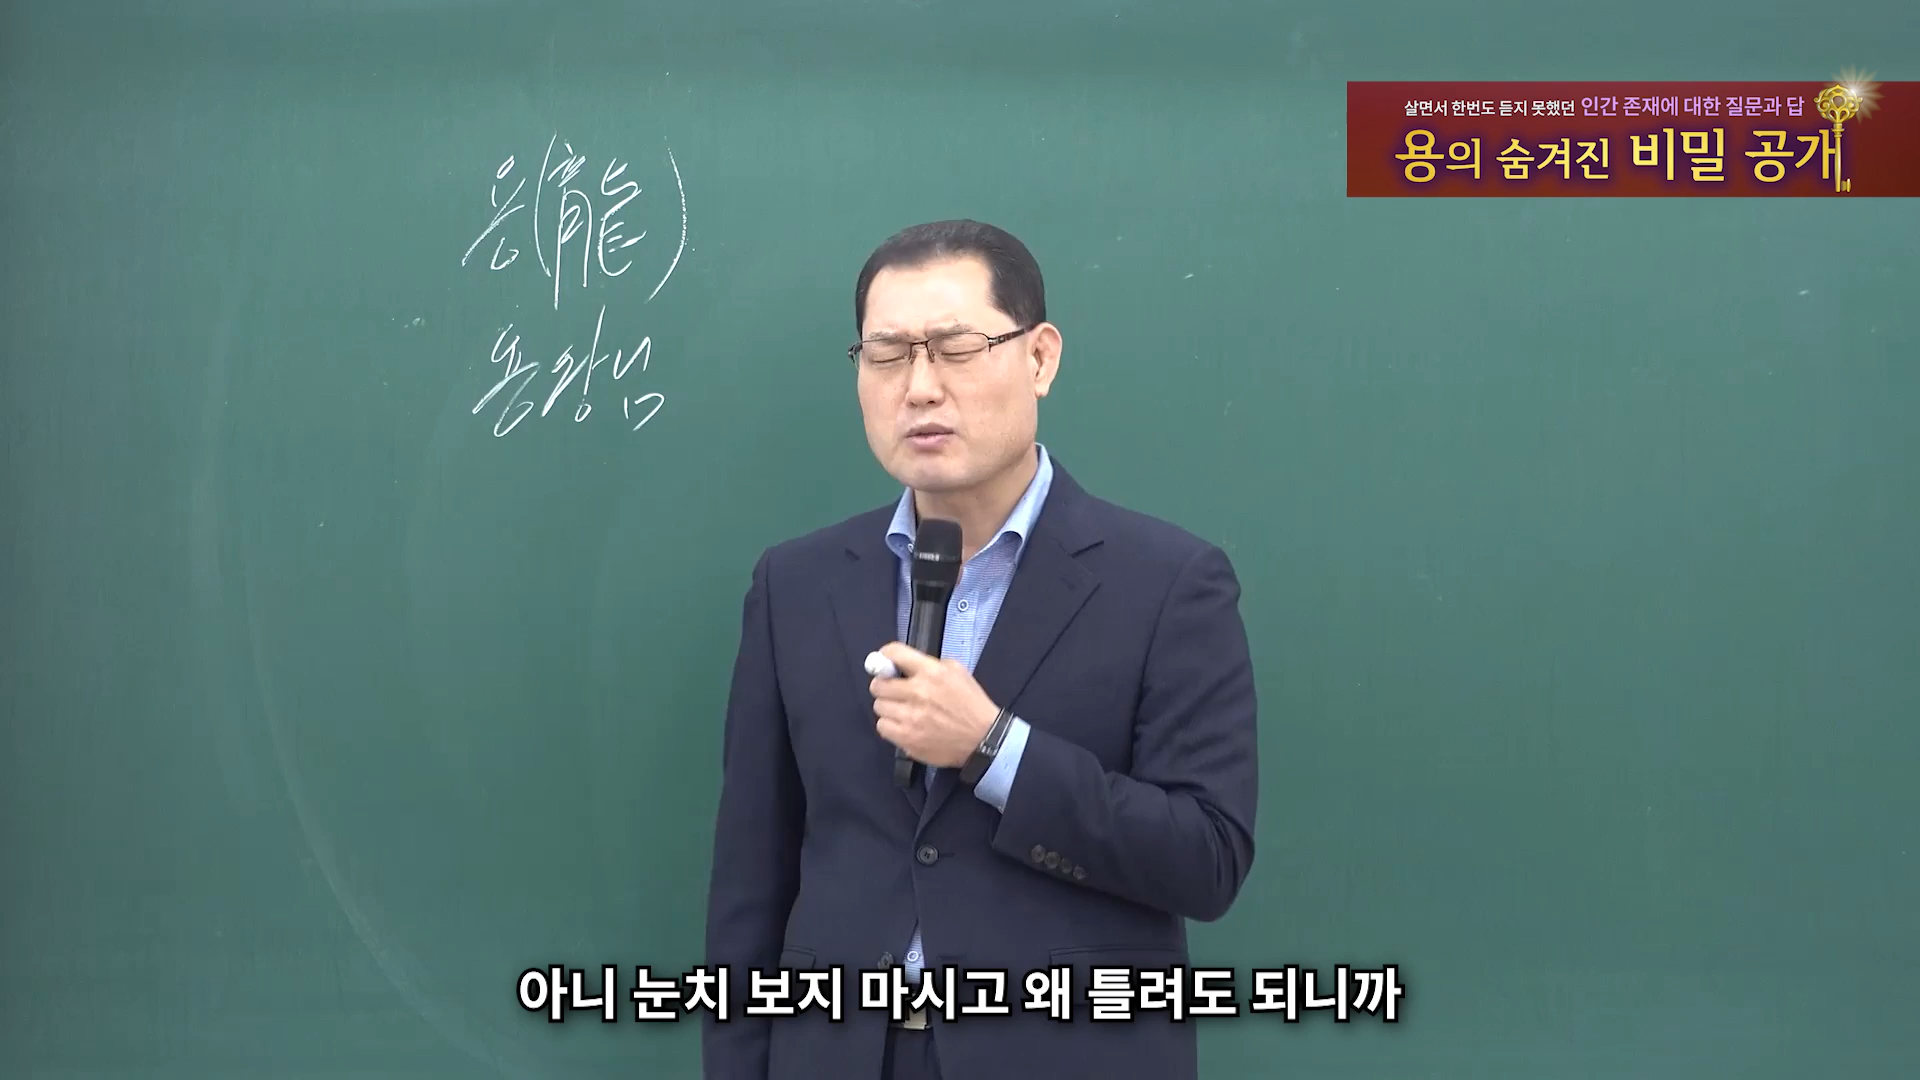 살면서 한번도 듣지 못했던 인간 존재에 대한 질문과 답
용의 숨겨진 비밀 공개
용(龍)
용왕님
아니 눈치 보지 마시고 왜 틀려도 되니까